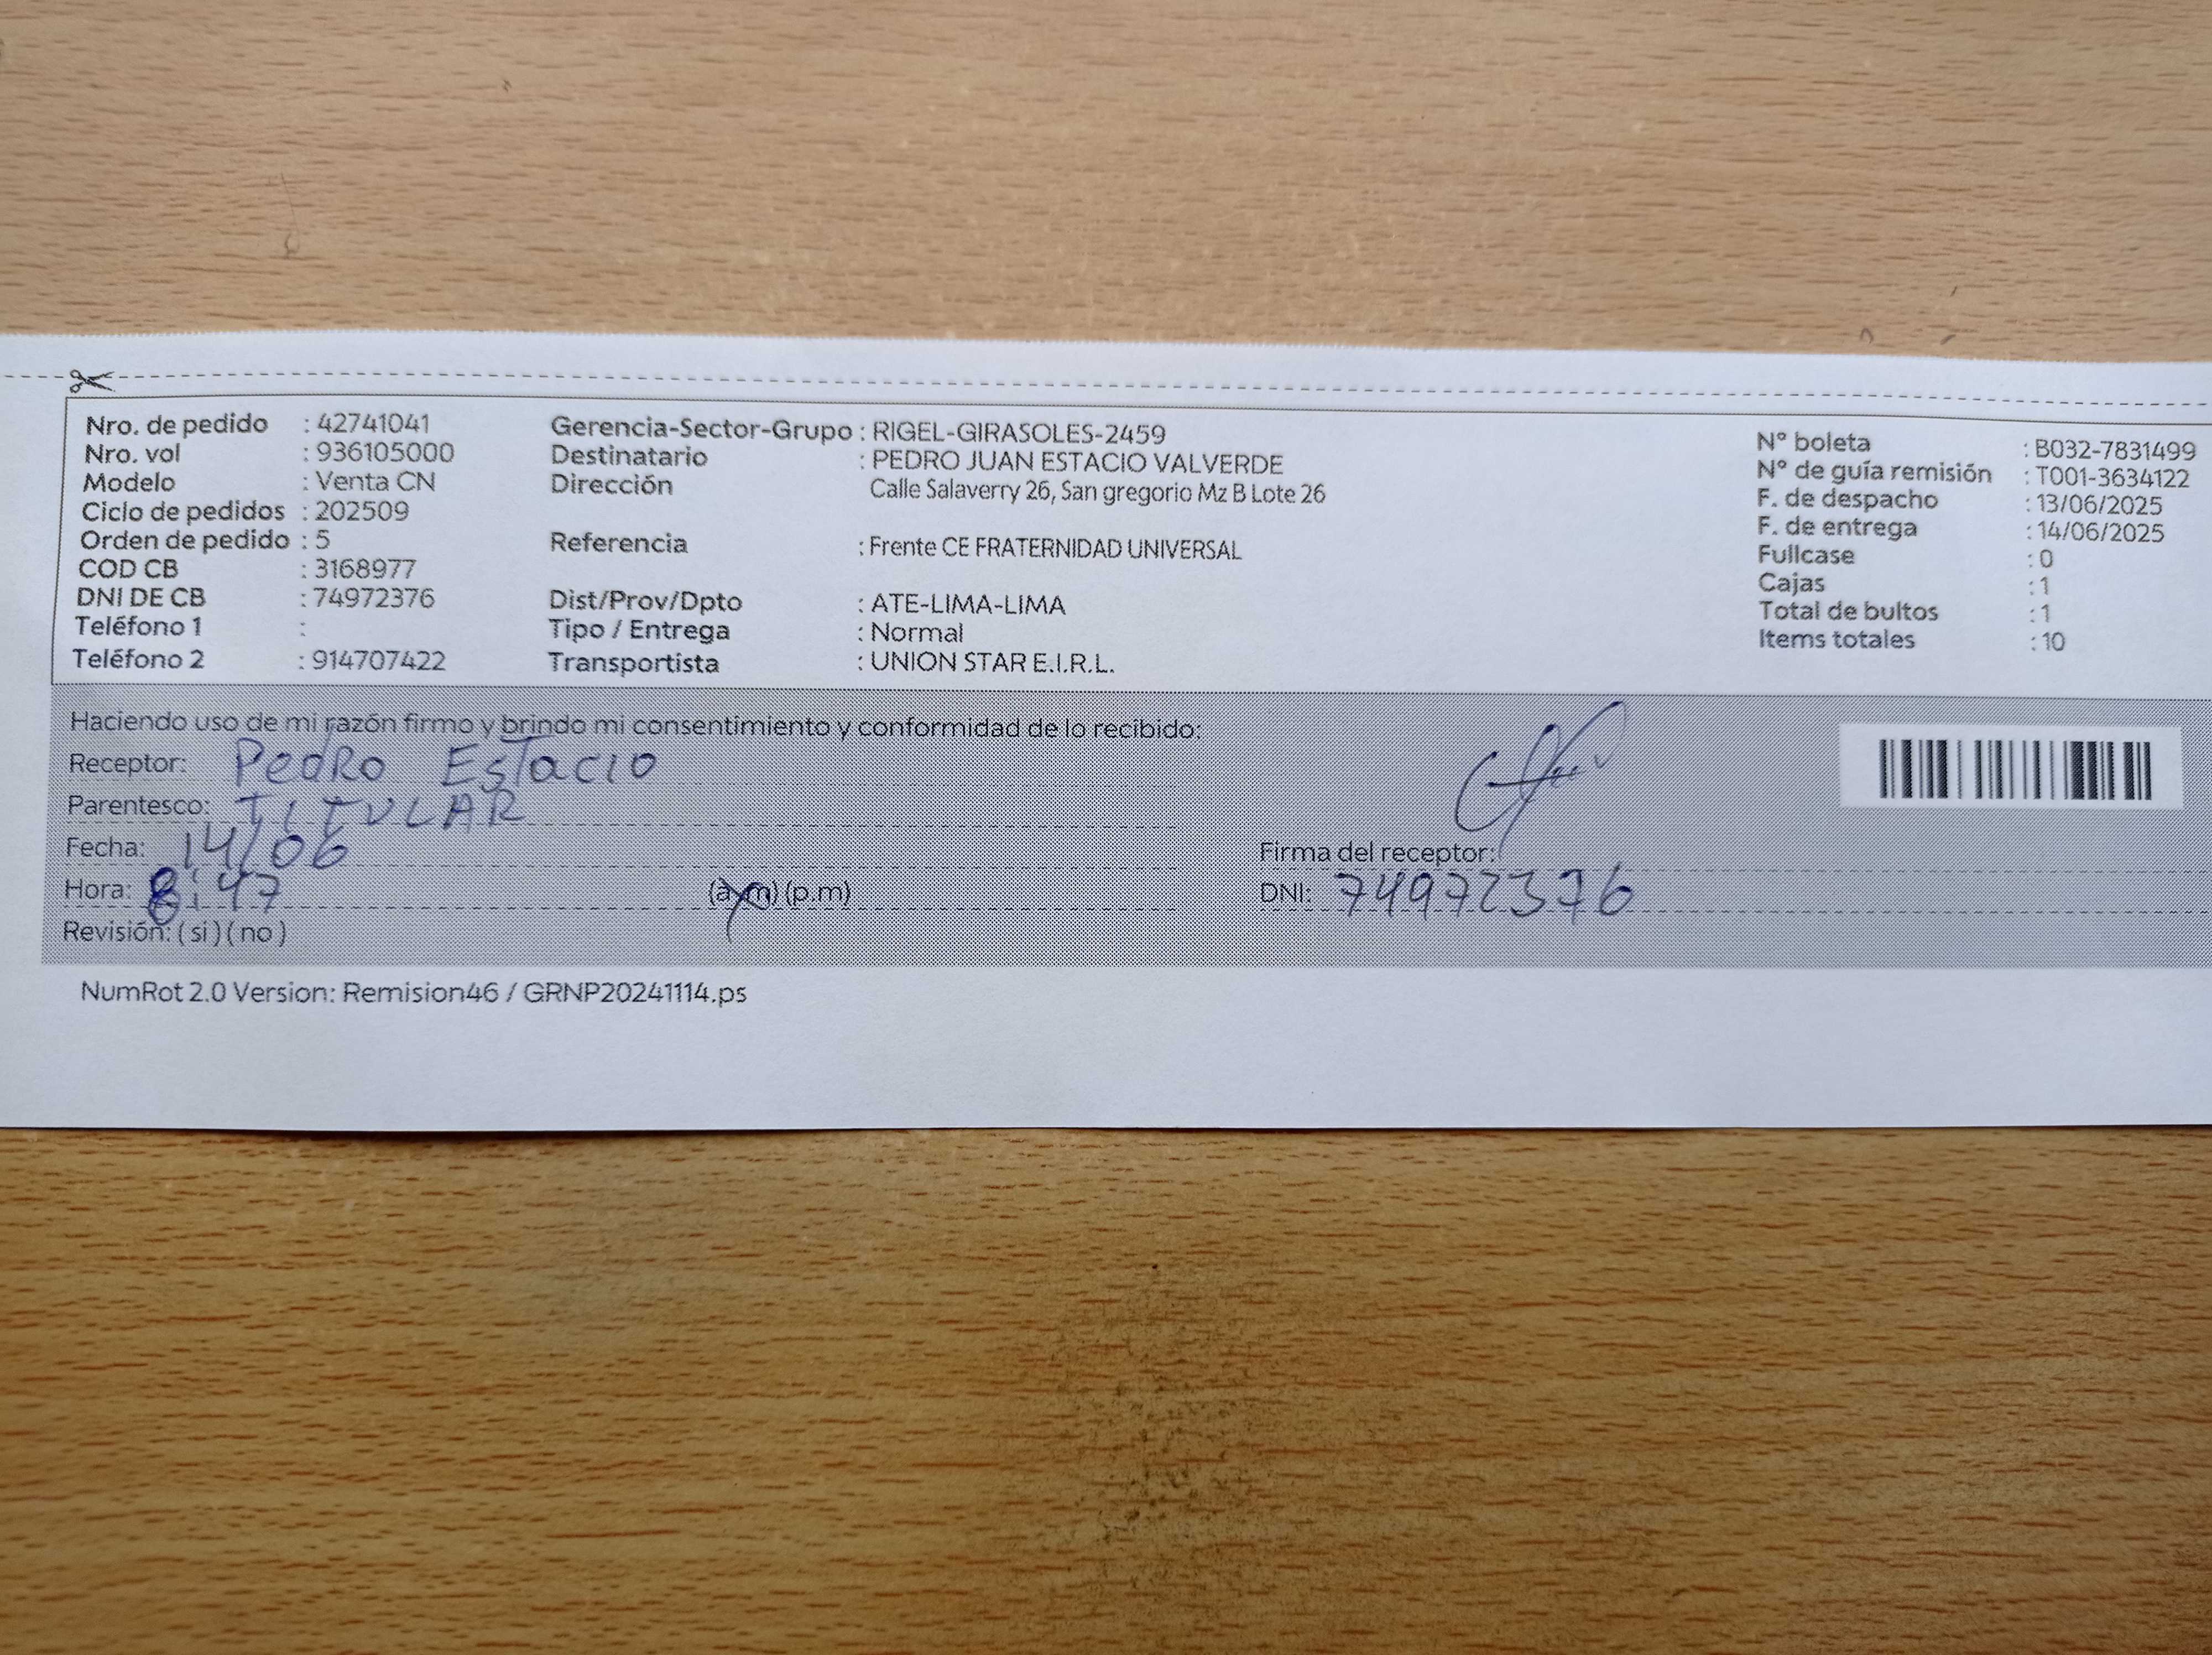 Nro. de pedido : 42741041
Nro. vol : 936105000
Modelo : Venta CN
Ciclo de pedidos : 202509
Orden de pedido : 5
COD CB : 3168977
DNI DE CB : 74972376
Teléfono 1 :
Teléfono 2 : 914707422
Gerencia-Sector-Grupo : RIGEL-GIRASOLES-2459
Destinatario : PEDRO JUAN ESTACIO VALVERDE
Dirección Calle Salaverry 26, San gregorio Mz B Lote 26
Referencia : Frente CE FRATERNIDAD UNIVERSAL
Dist/Prov/Dpto : ATE-LIMA-LIMA
Tipo / Entrega : Normal
Transportista : UNION STAR E.I.R.L.
N° boleta : B032-7831499
N° de guía remisión : T001-3634122
F. de despacho : 13/06/2025
F. de entrega : 14/06/2025
Fullcase : 0
Cajas : 1
Total de bultos : 1
Items totales : 10
Haciendo uso de mi razón firmo y brindo mi consentimiento y conformidad de lo recibido:
Receptor: PedRo Estacio
Parentesco: TITULAR
Fecha: 14/06
Hora: 8:47 (a.m) (p.m)
Revisión: ( si ) ( no )
Firma del receptor:
DNI: 74972376
NumRot 2.0 Version: Remision46 / GRNP20241114.ps